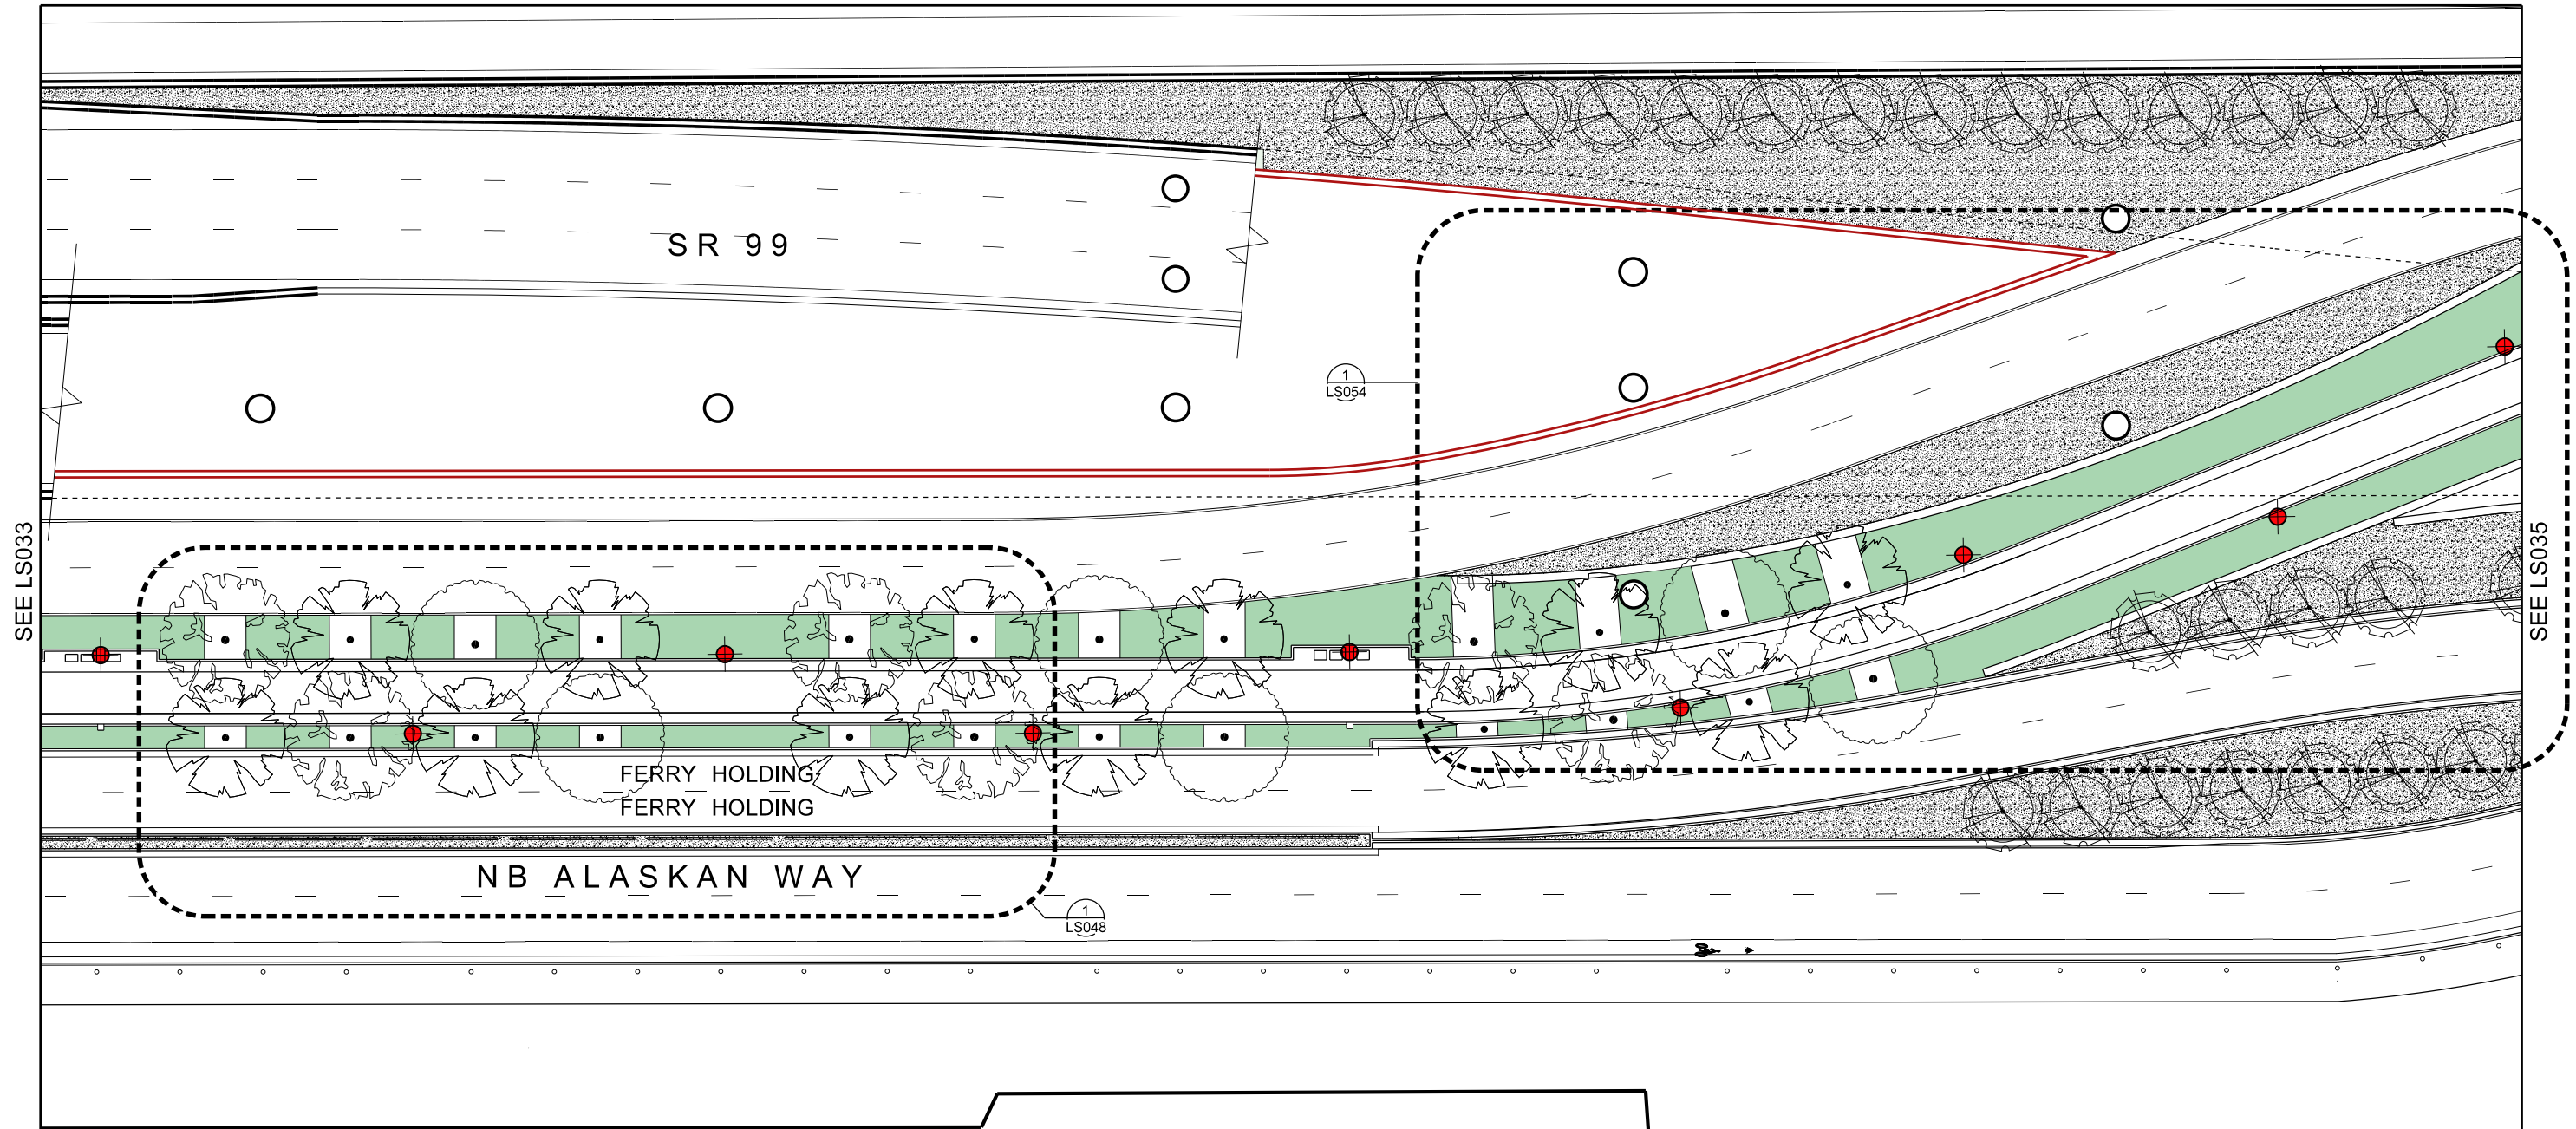 SR 99
1
LS054
SEE LS033
SEE LS035
FERRY HOLDING
FERRY HOLDING
NB ALASKAN WAY
1
LS048